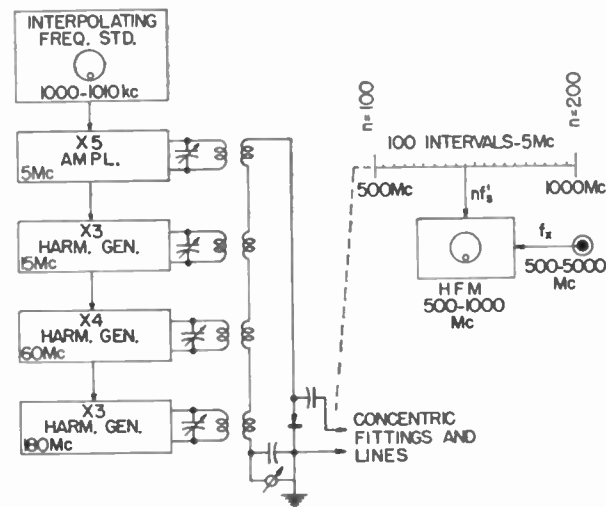 INTERPOLATING
FREQ. STD.
1000-1010kc
X5
AMPL.
5Mc
X3
HARM. GEN.
15Mc
X4
HARM. GEN.
60Mc
X3
HARM. GEN.
180Mc
n=100
n=200
100 INTERVALS-5Mc
500Mc
1000Mc
nf's
fx
500-5000
Mc
HFM
500-1000
Mc
CONCENTRIC
FITTINGS AND
LINES